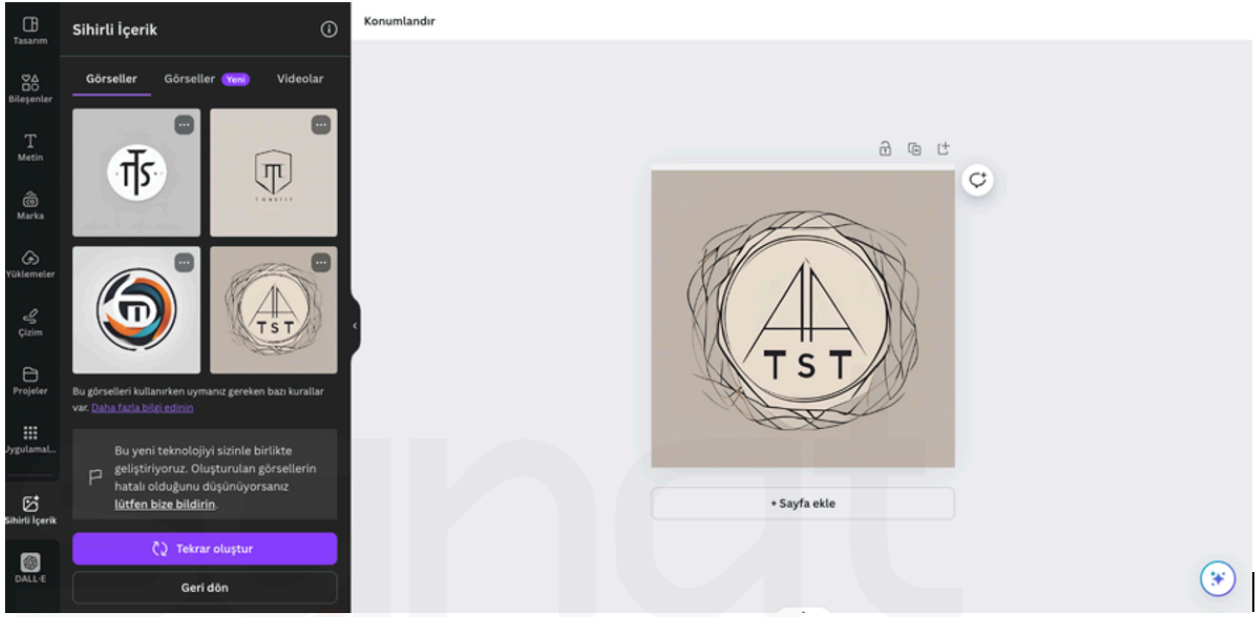 Tasarım
Bileşenler
Metin
Marka
Yüklemeler
Çizim
Projeler
Uygulamal...
Sihirli İçerik
DALL·E
Sihirli İçerik
Görseller
Görseller Yeni
Videolar
TTS
TST
Bu görselleri kullanırken uymanız gereken bazı kurallar
var. Daha fazla bilgi edinin
Bu yeni teknolojiyi sizinle birlikte
geliştiriyoruz. Oluşturulan görsellerin
hatalı olduğunu düşünüyorsanız
lütfen bize bildirin.
Tekrar oluştur
Geri dön
Konumlandır
TST
+ Sayfa ekle